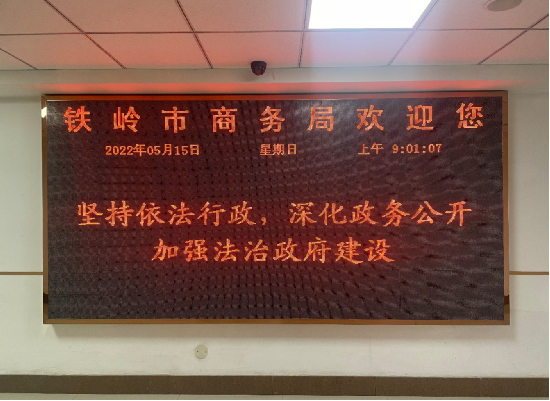 铁岭市商务局欢迎您
2022年05月15日 星期日 上午 9:01:07
坚持依法行政，深化政务公开
加强法治政府建设